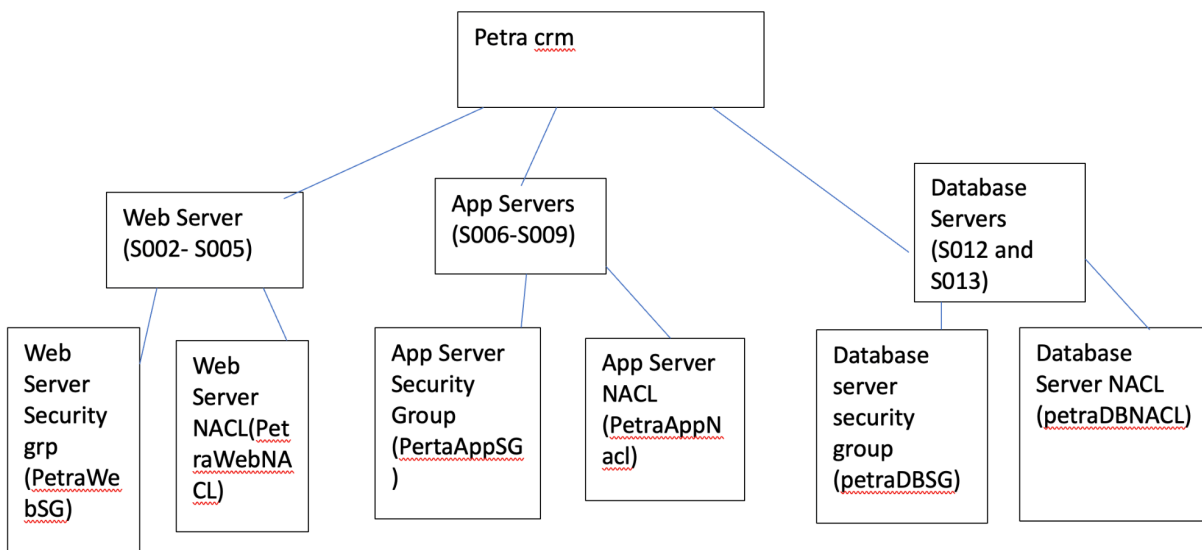 Petra crm
Web Server
(S002- S005)
App Servers
(S006-S009)
Database
Servers
(S012 and
S013)
Web
Server
Security
grp
(PetraWe
bSG)
Web
Server
NACL(Pet
raWebNA
CL)
App Server
Security
Group
(PertaAppSG
)
App Server
NACL
(PetraAppN
acl)
Database
server
security
group
(petraDBSG)
Database
Server NACL
(petraDBNACL)